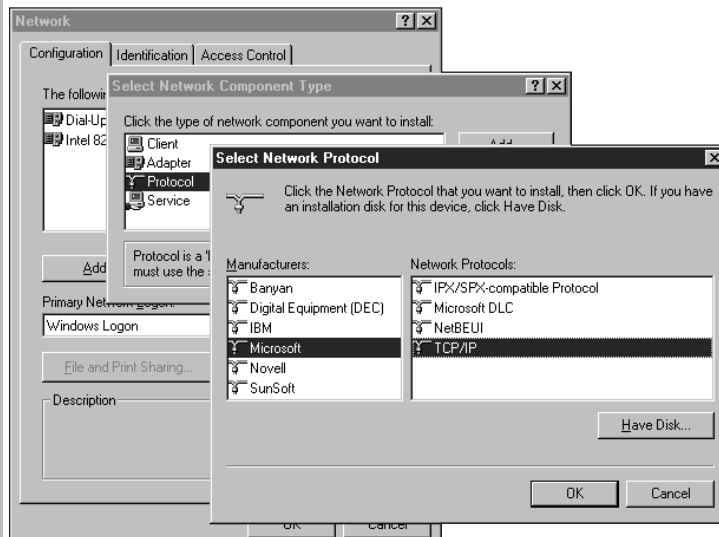 Network
Configuration Identification Access Control
Select Network Component Type
The
Dial-Up
Intel 82
Click the type of network component you want to install:
Client
Adapter
Protocol
Service
Protocol is a
must use the
Add
Primary Network Logon:
Windows Logon
File and Print Sharing...
Description
Select Network Protocol
Click the Network Protocol that you want to install, then click OK. If you have
an installation disk for this device, click Have Disk.
Manufacturers:
Banyan
Digital Equipment (DEC)
IBM
Microsoft
Novell
SunSoft
Network Protocols:
IPX/SPX-compatible Protocol
Microsoft DLC
NetBEUI
TCP/IP
Have Disk...
OK Cancel
OK Cancel